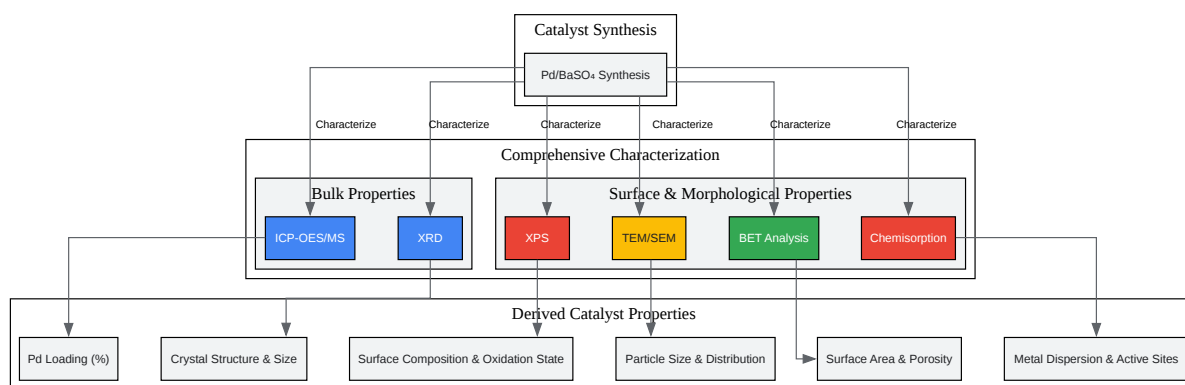 Catalyst Synthesis
Pd/BaSO₄ Synthesis
Characterize
Characterize
Characterize
Characterize
Characterize
Characterize
Comprehensive Characterization
Bulk Properties
Surface & Morphological Properties
ICP-OES/MS
XRD
XPS
TEM/SEM
BET Analysis
Chemisorption
Derived Catalyst Properties
Pd Loading (%)
Crystal Structure & Size
Surface Composition & Oxidation State
Particle Size & Distribution
Surface Area & Porosity
Metal Dispersion & Active Sites